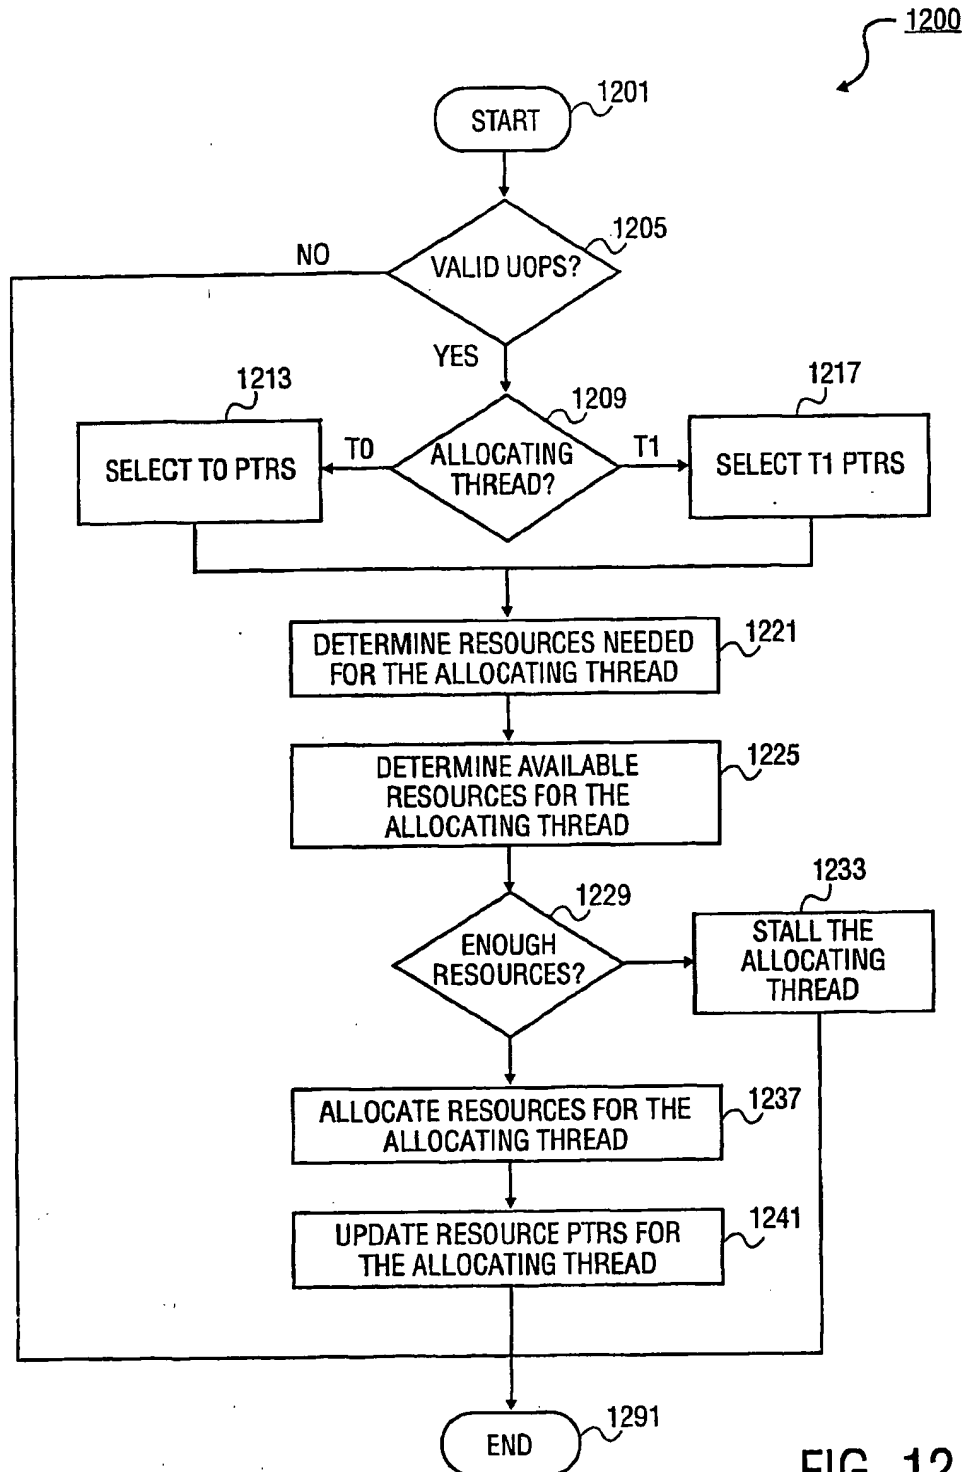 1200
1201
START
1205
NO
VALID UOPS?
YES
1213
1209
1217
SELECT T0 PTRS
T0
ALLOCATING
THREAD?
T1
SELECT T1 PTRS
DETERMINE RESOURCES NEEDED
FOR THE ALLOCATING THREAD
1221
DETERMINE AVAILABLE
RESOURCES FOR THE
ALLOCATING THREAD
1225
1229
ENOUGH
RESOURCES?
1233
STALL THE
ALLOCATING
THREAD
ALLOCATE RESOURCES FOR THE
ALLOCATING THREAD
1237
UPDATE RESOURCE PTRS FOR
THE ALLOCATING THREAD
1241
END
1291
FIG. 12